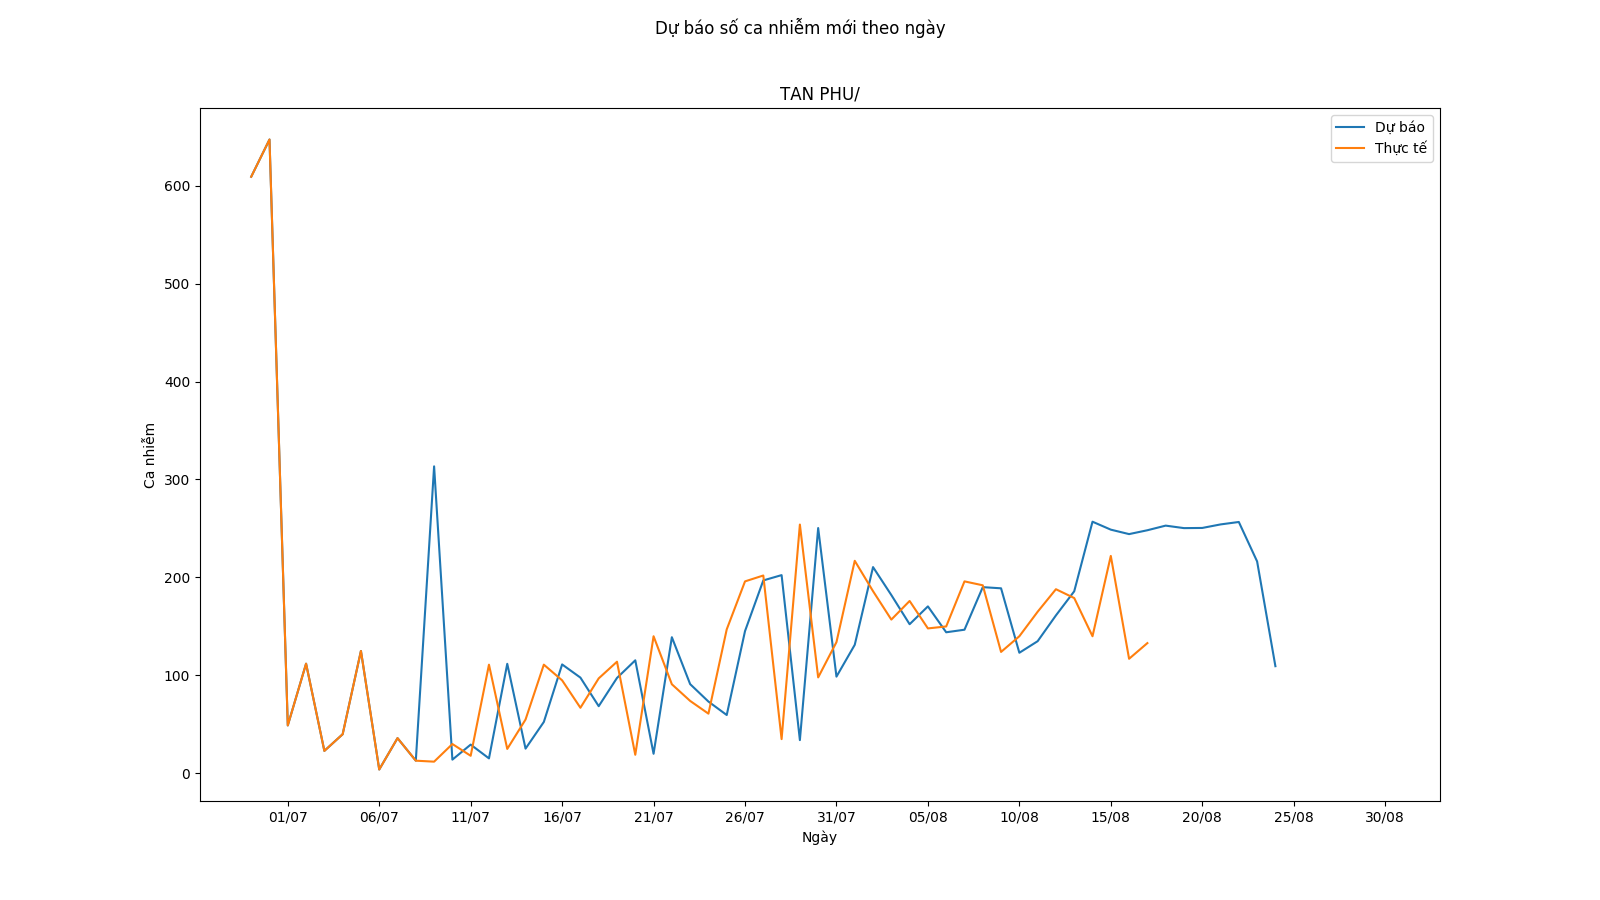 Dự báo số ca nhiễm mới theo ngày
TAN PHU/
Dự báo
Thực tế
600
500
400
300
200
100
0
Ca nhiễm
01/07 06/07 11/07 16/07 21/07 26/07 31/07 05/08 10/08 15/08 20/08 25/08 30/08
Ngày